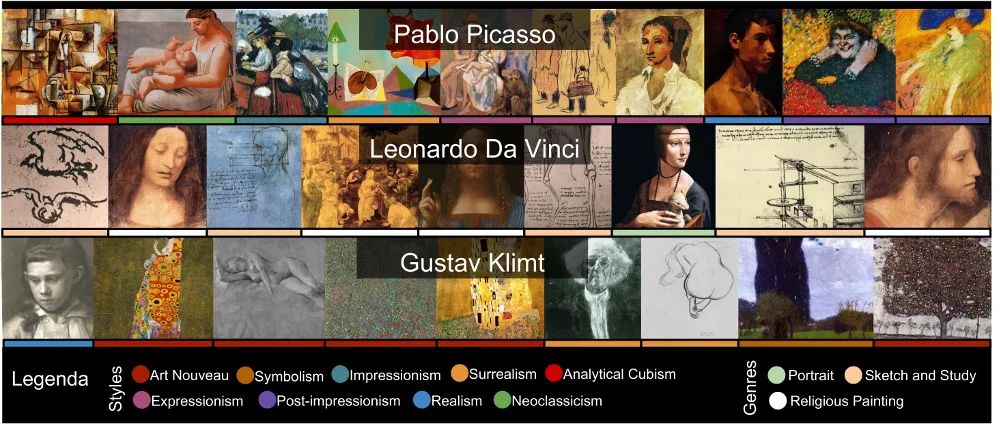 Pablo Picasso
Leonardo Da Vinci
Gustav Klimt
Legenda
Styles
Art Nouveau
Symbolism
Impressionism
Surrealism
Analytical Cubism
Expressionism
Post-impressionism
Realism
Neoclassicism
Genres
Portrait
Sketch and Study
Religious Painting